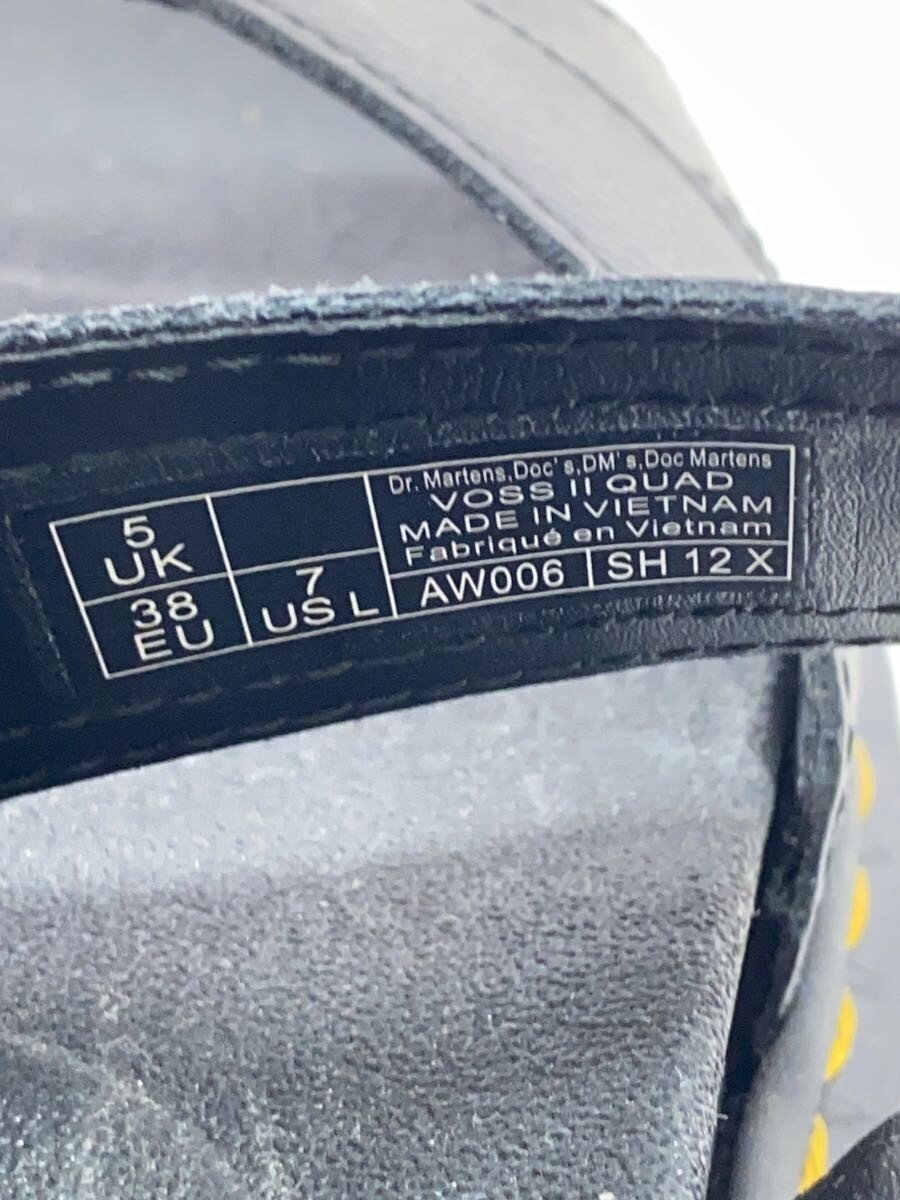 5
UK
38
EU
7
US L
Dr. Martens,Doc's,DM's,Doc Martens
VOSS II QUAD
MADE IN VIETNAM
Fabriqué en Vietnam
AW006
SH 12 X